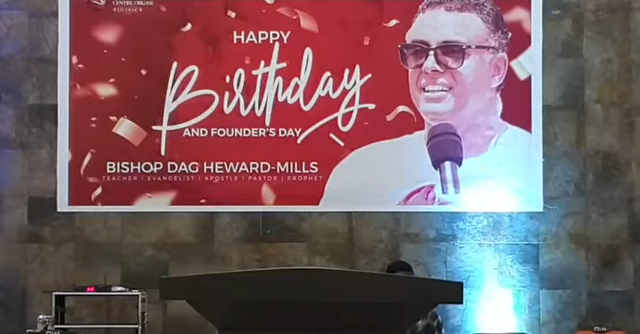 HAPPY
Birthday
AND FOUNDER'S DAY
BISHOP DAG HEWARD-MILLS
TEACHER | EVANGELIST | APOSTLE | PASTOR | PROPHET